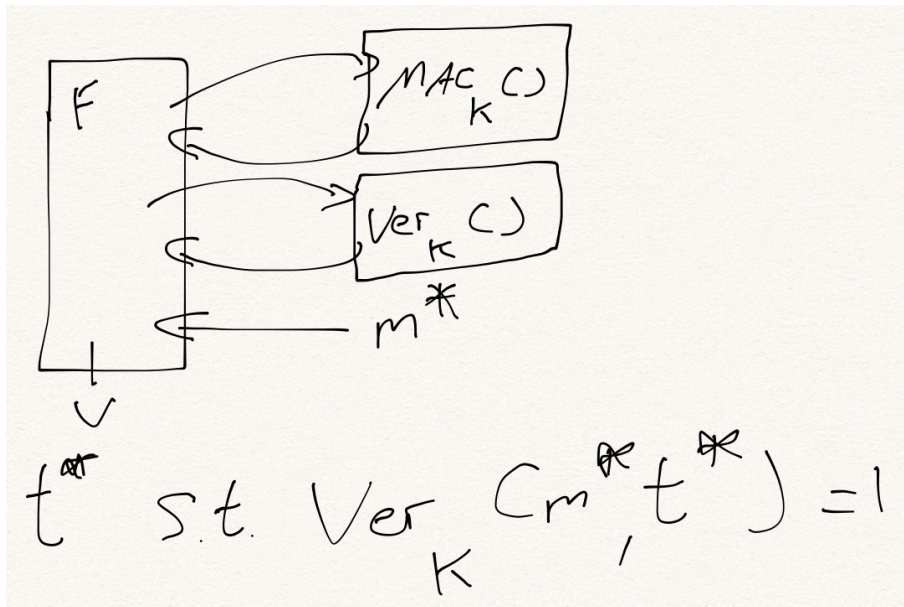 F
MAC_K ()
Ver_K ()
m*
t* s.t. Ver_K (m*, t*) = 1